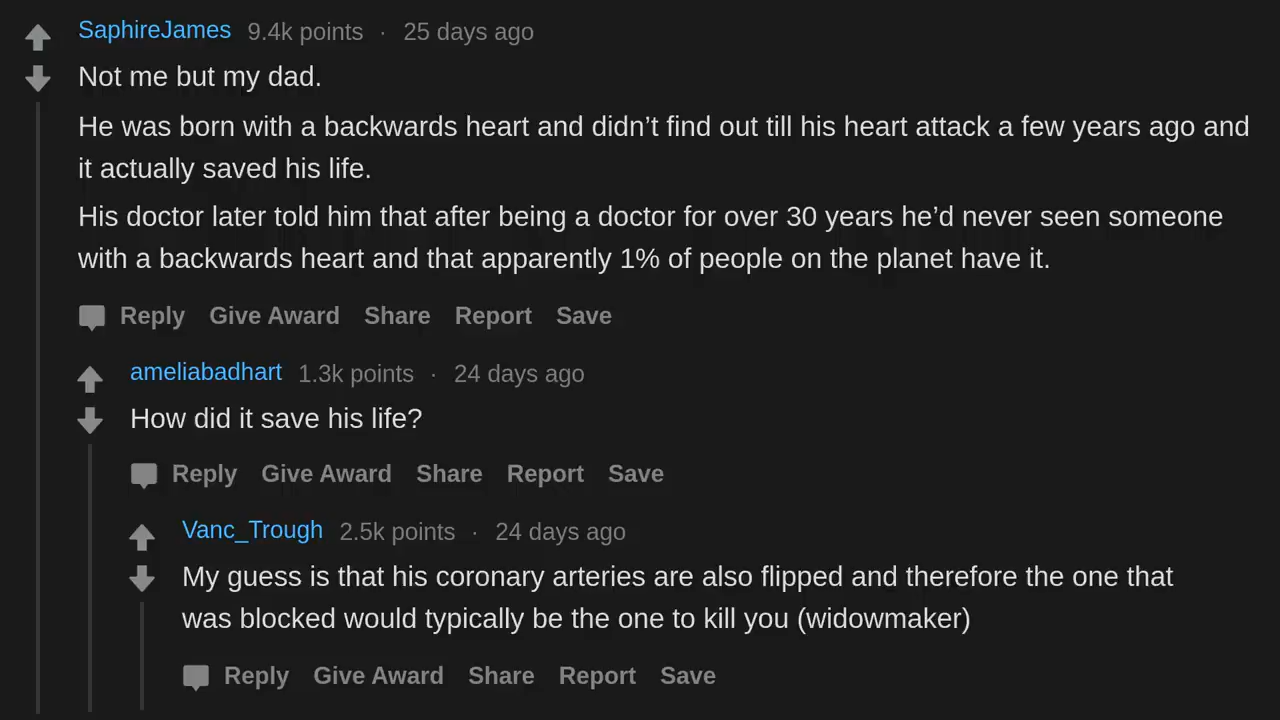 SaphireJames 9.4k points · 25 days ago
Not me but my dad.
He was born with a backwards heart and didn’t find out till his heart attack a few years ago and
it actually saved his life.
His doctor later told him that after being a doctor for over 30 years he’d never seen someone
with a backwards heart and that apparently 1% of people on the planet have it.
Reply Give Award Share Report Save
ameliabadhart 1.3k points · 24 days ago
How did it save his life?
Reply Give Award Share Report Save
Vanc_Trough 2.5k points · 24 days ago
My guess is that his coronary arteries are also flipped and therefore the one that
was blocked would typically be the one to kill you (widowmaker)
Reply Give Award Share Report Save